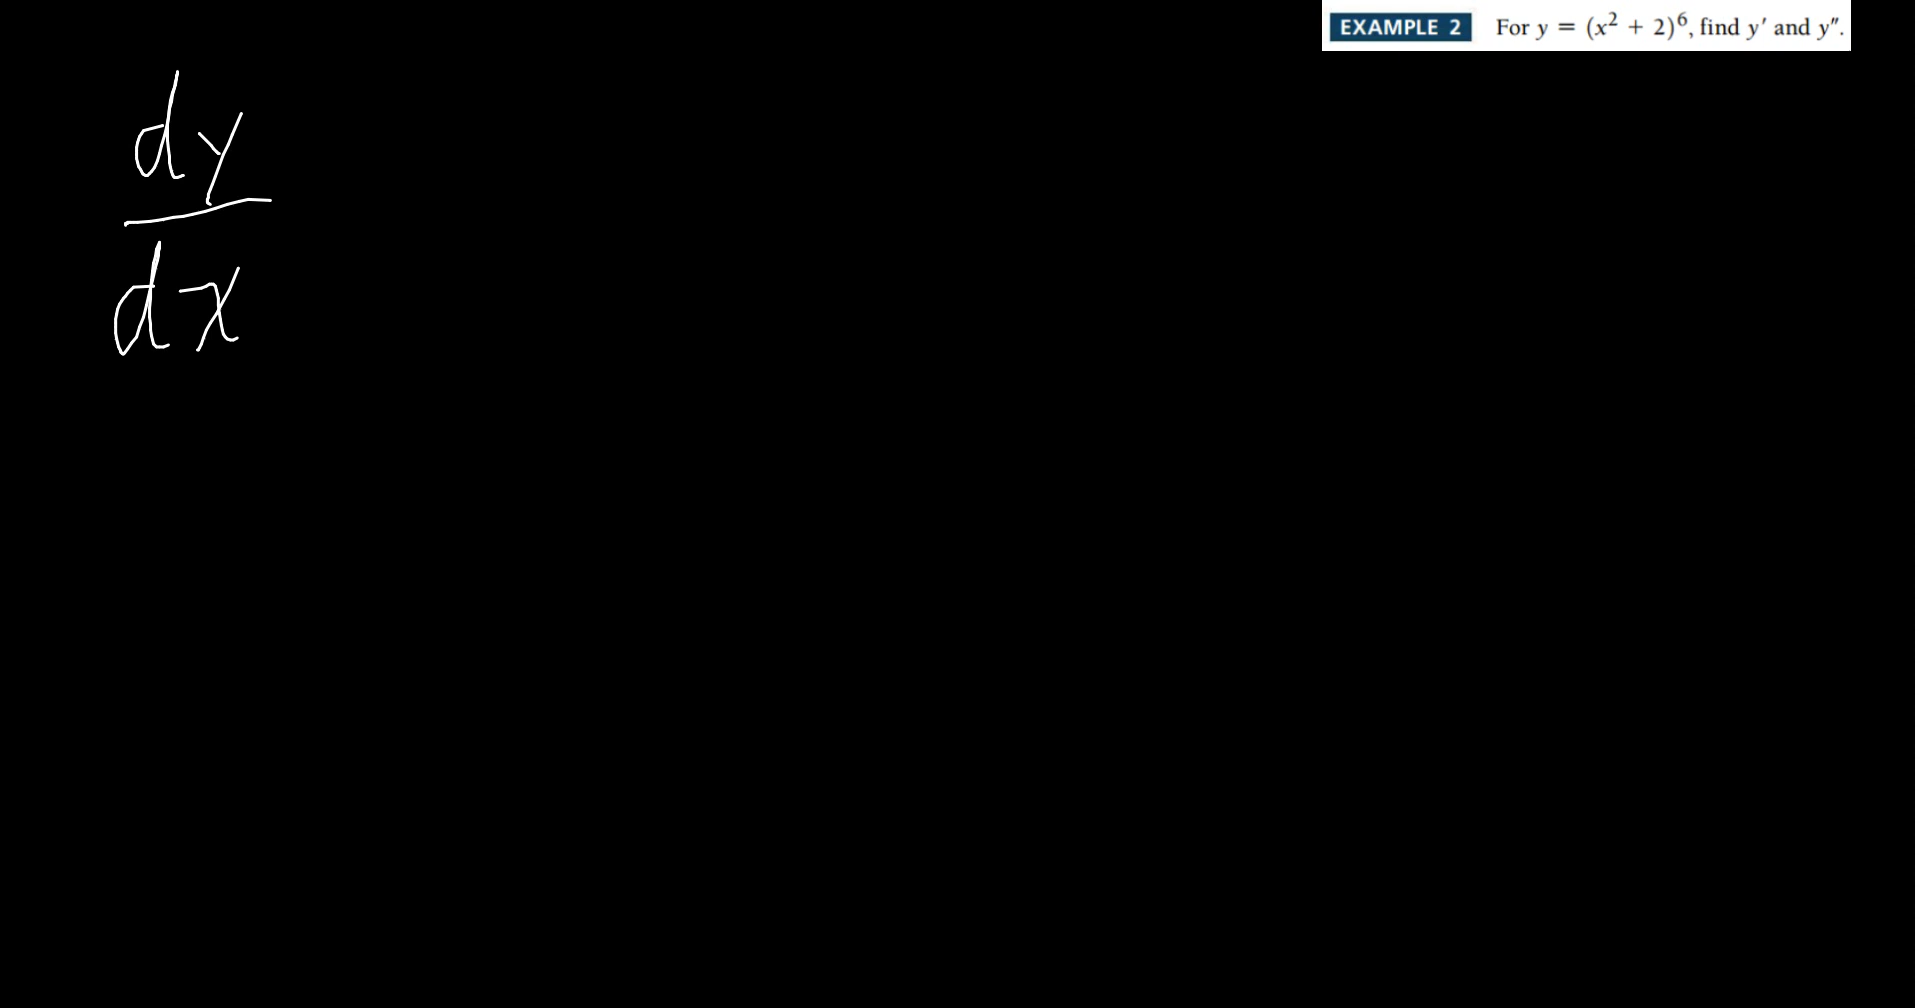 EXAMPLE 2 For y = (x² + 2)⁶, find y′ and y″.
dy
dx